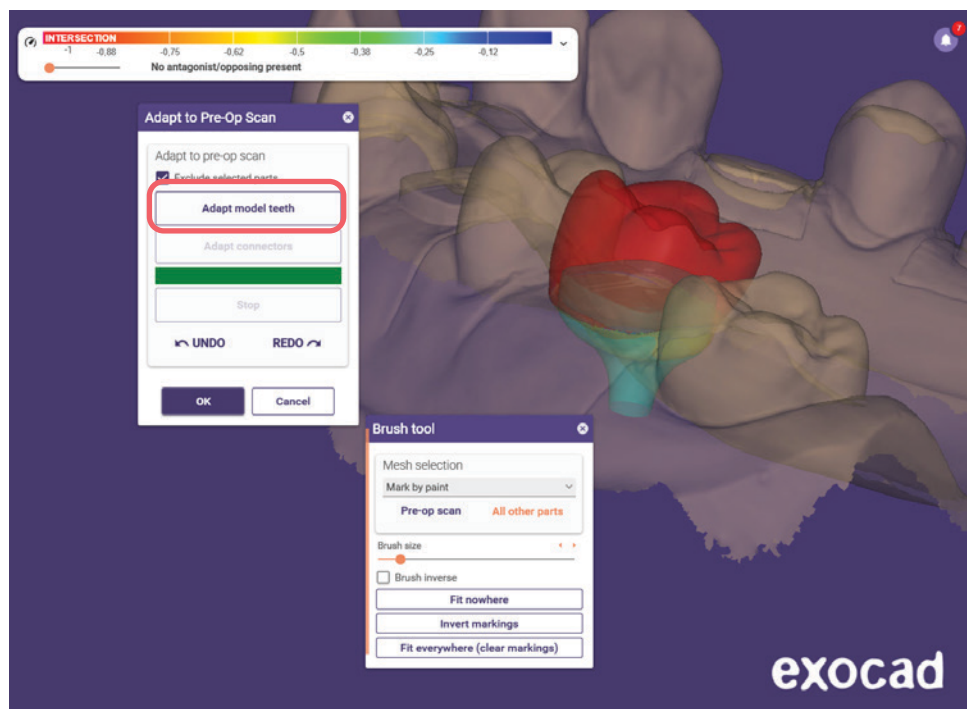 INTERSECTION
-1 -0,88 -0,75 -0,62 -0,5 -0,38 -0,25 -0,12
No antagonist/opposing present
7
Adapt to Pre-Op Scan
Adapt to pre-op scan
Exclude selected parts
Adapt model teeth
Adapt connectors
Stop
UNDO REDO
OK Cancel
Brush tool
Mesh selection
Mark by paint
Pre-op scan All other parts
Brush size
Brush inverse
Fit nowhere
Invert markings
Fit everywhere (clear markings)
exocad